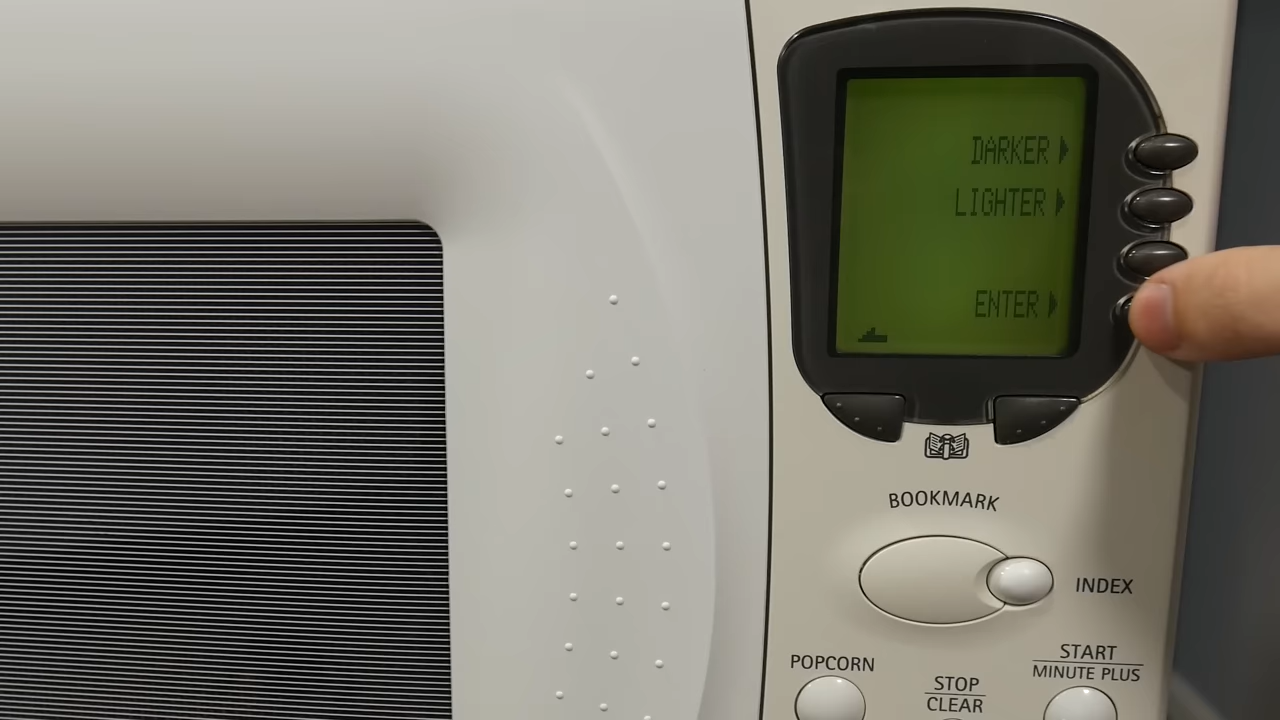 DARKER
LIGHTER
ENTER
BOOKMARK
INDEX
POPCORN
STOP
CLEAR
START
MINUTE PLUS